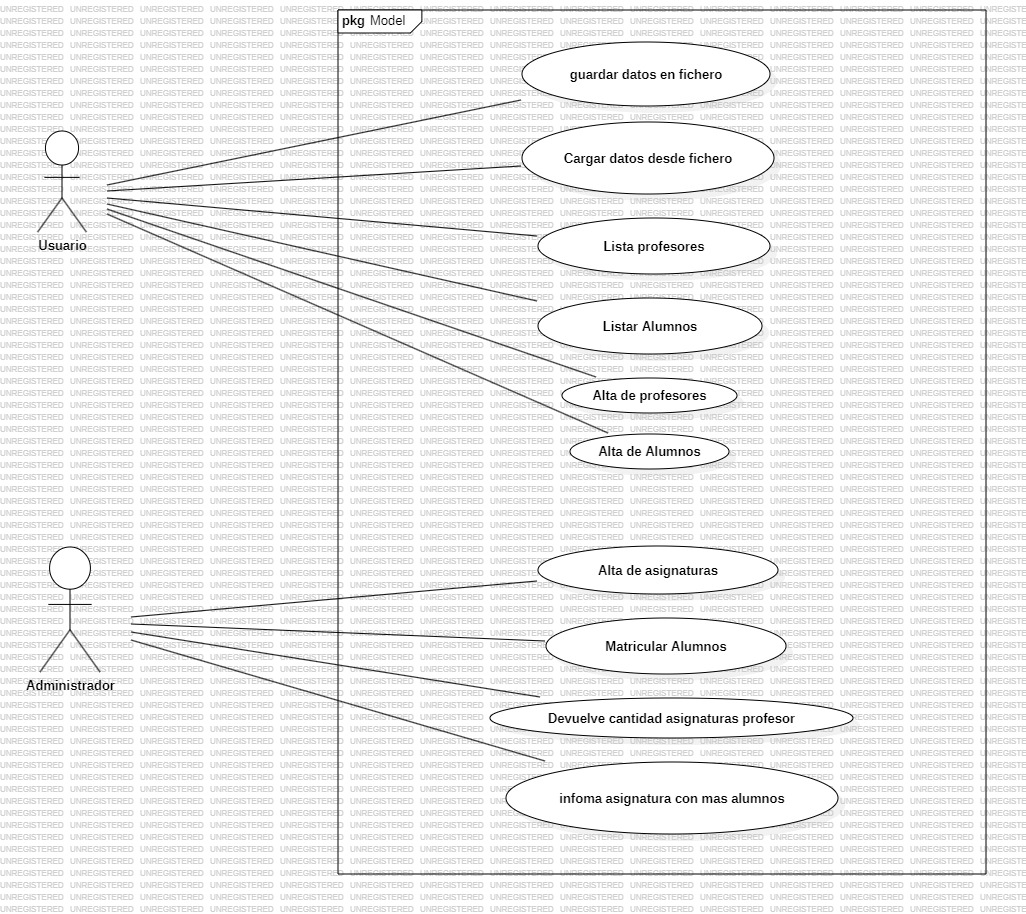 pkg Model
guardar datos en fichero
Cargar datos desde fichero
Lista profesores
Usuario
Listar Alumnos
Alta de profesores
Alta de Alumnos
Alta de asignaturas
Matricular Alumnos
Administrador
Devuelve cantidad asignaturas profesor
infoma asignatura con mas alumnos
UNREGISTERED